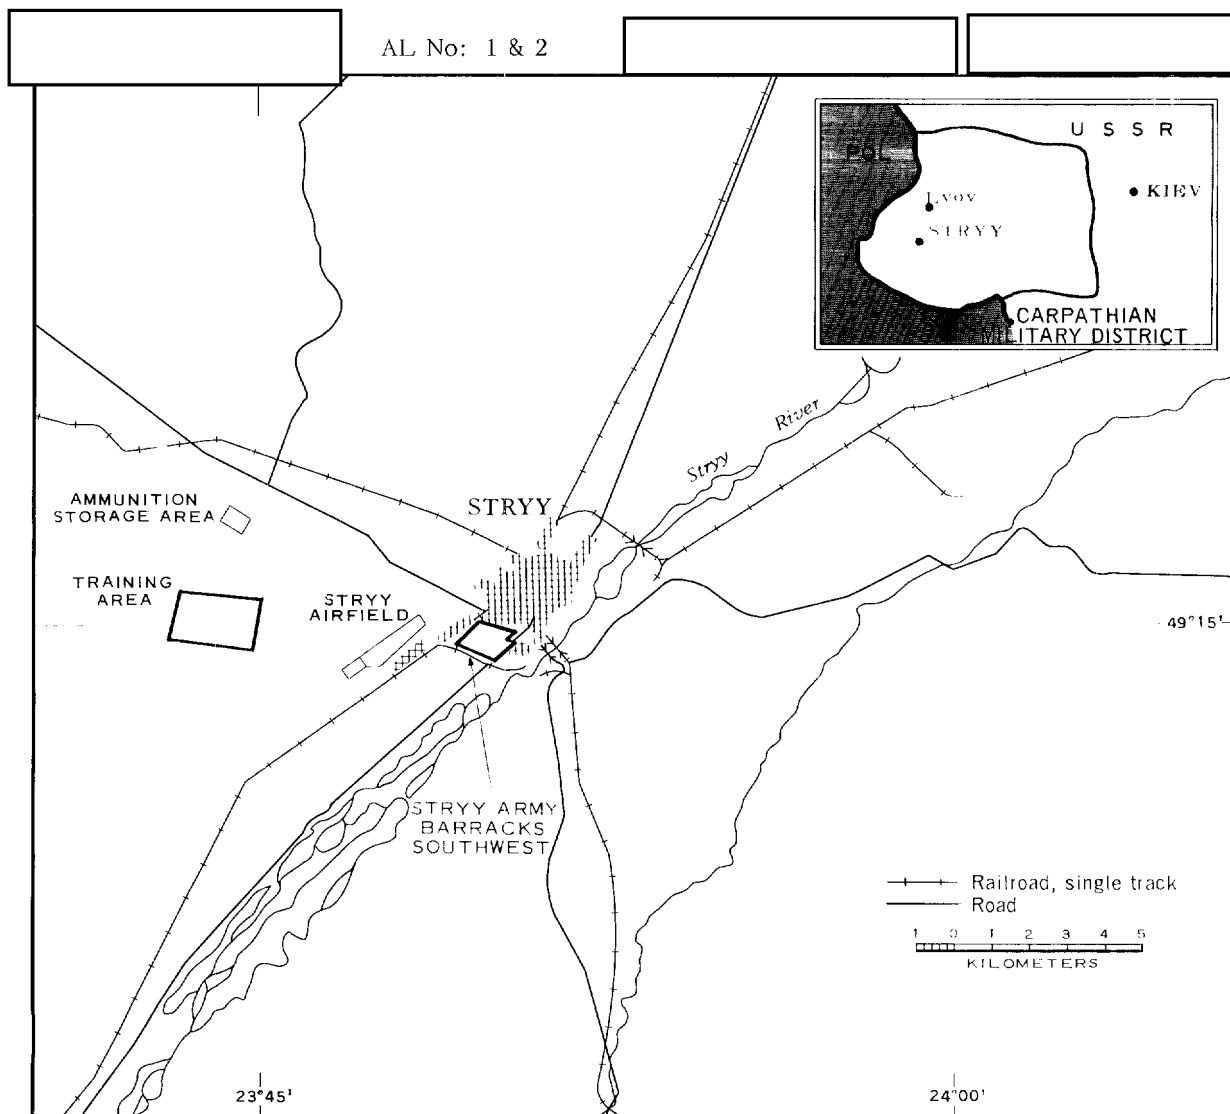 AL No: 1 & 2
U S S R
POL
KIEV
Lvov
STRYY
CARPATHIAN
MILITARY DISTRICT
Stryy River
AMMUNITION
STORAGE AREA
STRYY
TRAINING
AREA
STRYY
AIRFIELD
49°15'
STRYY ARMY
BARRACKS
SOUTHWEST
Railroad, single track
Road
1 0 1 2 3 4 5
KILOMETERS
23°45'
24°00'